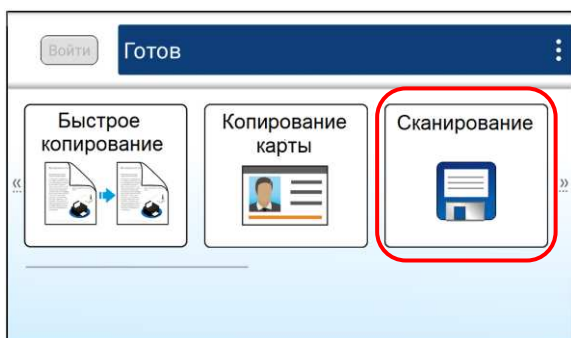 Войти
Готов
Быстрое
копирование
Копирование
карты
Сканирование
«
»